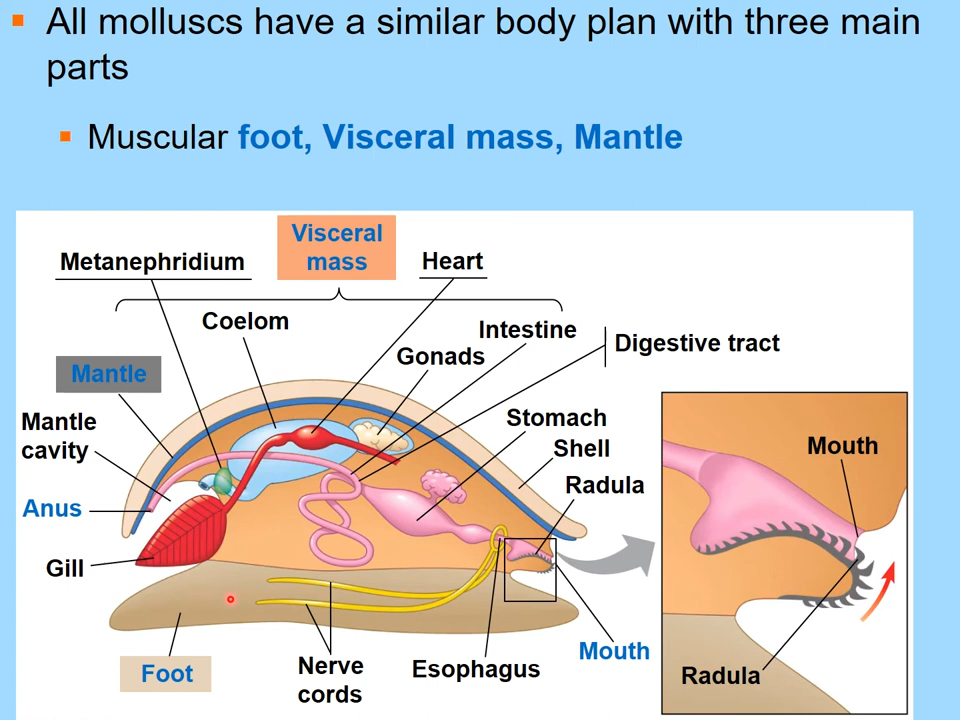 All molluscs have a similar body plan with three main
parts
Muscular foot, Visceral mass, Mantle
Visceral
mass
Metanephridium
Heart
Coelom
Intestine
Gonads
Digestive tract
Mantle
Mantle
cavity
Stomach
Shell
Radula
Anus
Gill
Foot
Nerve
cords
Esophagus
Mouth
Mouth
Radula